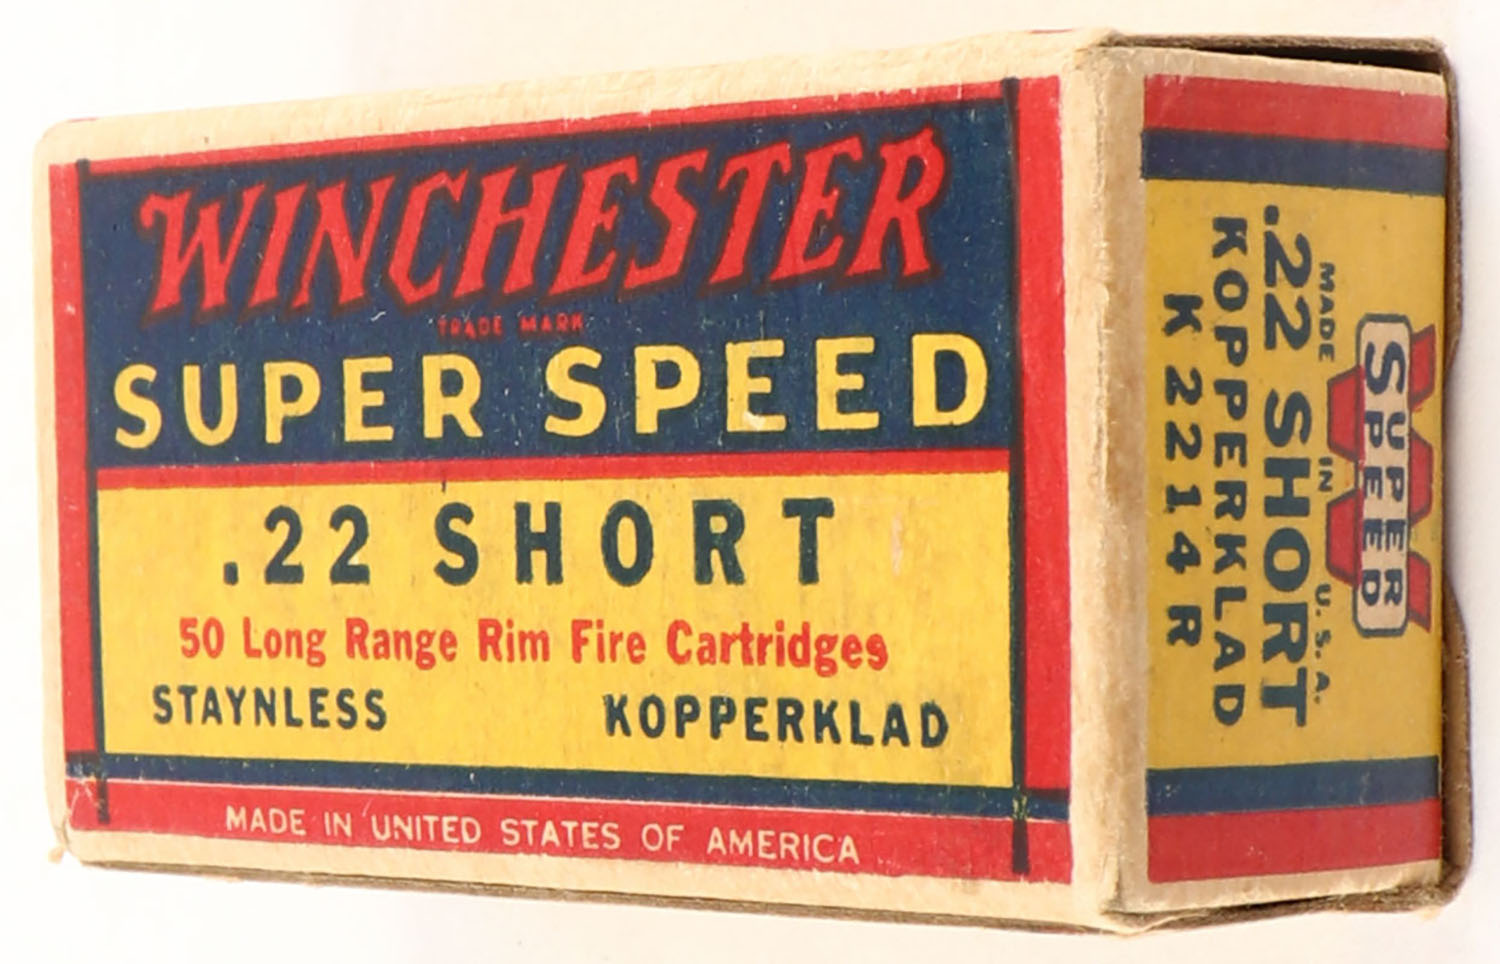 WINCHESTER
TRADE MARK
SUPER SPEED
.22 SHORT
50 Long Range Rim Fire Cartridges
STAYNLESS KOPPERKLAD
MADE IN UNITED STATES OF AMERICA
W
SUPER
SPEED
MADE IN U.S.A.
.22 SHORT
KOPPERKLAD
K2214R